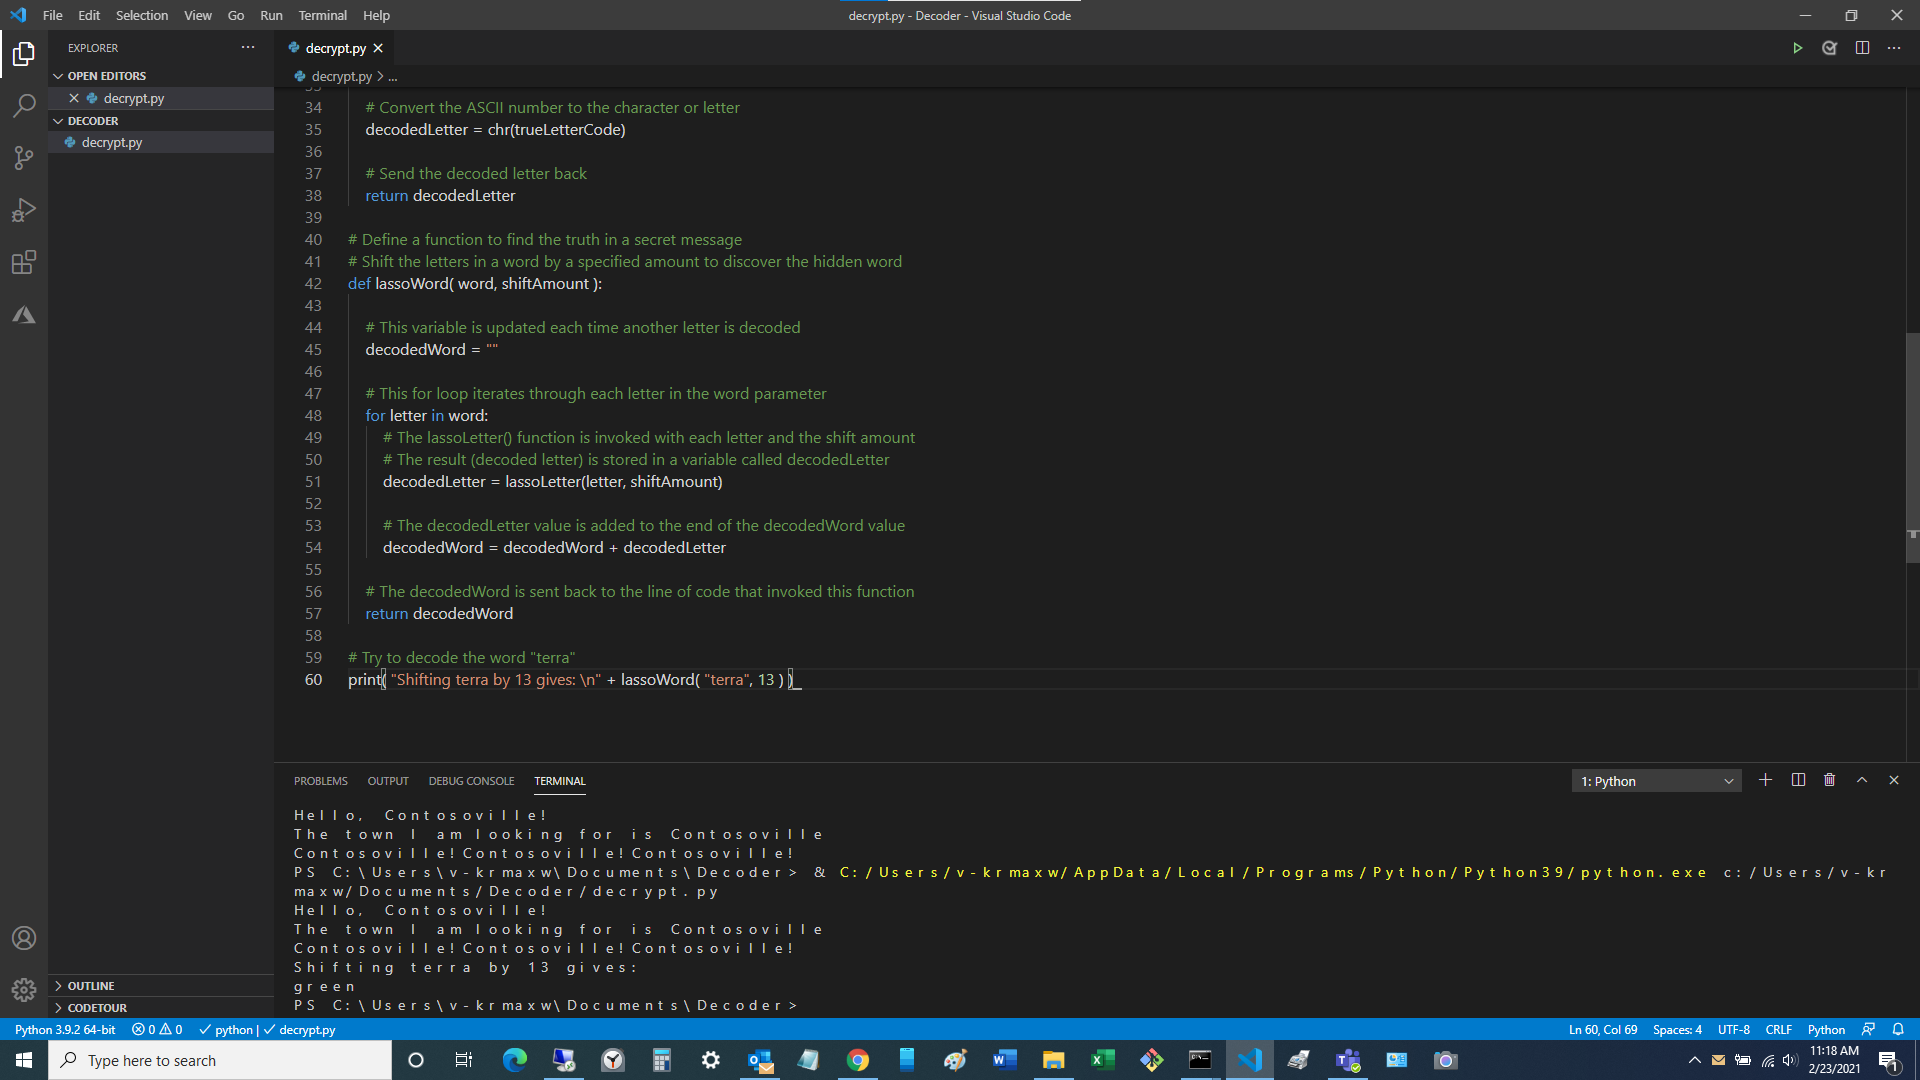 File Edit Selection View Go Run Terminal Help
decrypt.py - Decoder - Visual Studio Code
EXPLORER
OPEN EDITORS
decrypt.py
DECODER
decrypt.py
OUTLINE
CODETOUR
decrypt.py
decrypt.py > ...
34 # Convert the ASCII number to the character or letter
35 decodedLetter = chr(trueLetterCode)
36
37 # Send the decoded letter back
38 return decodedLetter
39
40 # Define a function to find the truth in a secret message
41 # Shift the letters in a word by a specified amount to discover the hidden word
42 def lassoWord( word, shiftAmount ):
43
44 # This variable is updated each time another letter is decoded
45 decodedWord = ""
46
47 # This for loop iterates through each letter in the word parameter
48 for letter in word:
49 # The lassoLetter() function is invoked with each letter and the shift amount
50 # The result (decoded letter) is stored in a variable called decodedLetter
51 decodedLetter = lassoLetter(letter, shiftAmount)
52
53 # The decodedLetter value is added to the end of the decodedWord value
54 decodedWord = decodedWord + decodedLetter
55
56 # The decodedWord is sent back to the line of code that invoked this function
57 return decodedWord
58
59 # Try to decode the word "terra"
60 print( "Shifting terra by 13 gives: \n" + lassoWord( "terra", 13 ) )
PROBLEMS OUTPUT DEBUG CONSOLE TERMINAL
1: Python
Hello, Contosoville!
The town I am looking for is Contosoville
Contosoville!Contosoville!Contosoville!
PS C:\Users\v-krmaxw\Documents\Decoder> & C:/Users/v-krmaxw/AppData/Local/Programs/Python/Python39/python.exe c:/Users/v-kr
maxw/Documents/Decoder/decrypt.py
Hello, Contosoville!
The town I am looking for is Contosoville
Contosoville!Contosoville!Contosoville!
Shifting terra by 13 gives:
green
PS C:\Users\v-krmaxw\Documents\Decoder>
Python 3.9.2 64-bit 0 0 python | decrypt.py
Ln 60, Col 69 Spaces: 4 UTF-8 CRLF Python
Type here to search
11:18 AM
2/23/2021
1